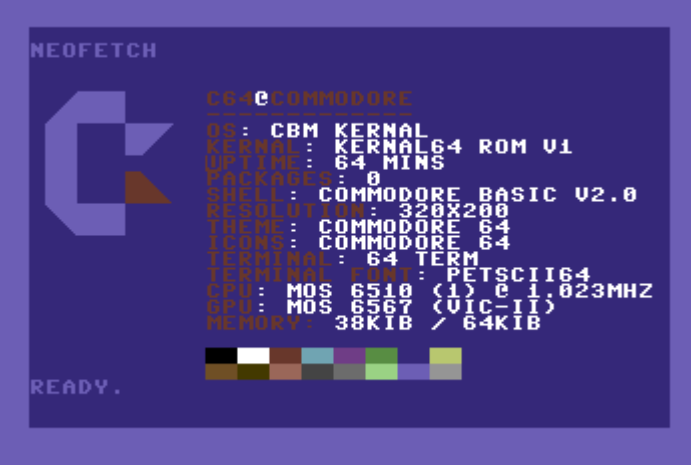 NEOFETCH
C64@COMMODORE
-------------
OS: CBM KERNAL
KERNAL: KERNAL64 ROM V1
UPTIME: 64 MINS
PACKAGES: 0
SHELL: COMMODORE BASIC V2.0
RESOLUTION: 320X200
THEME: COMMODORE 64
ICONS: COMMODORE 64
TERMINAL: 64 TERM
TERMINAL FONT: PETSCII64
CPU: MOS 6510 (1) @ 1.023MHZ
GPU: MOS 6567 (VIC-II)
MEMORY: 38KIB / 64KIB
READY.